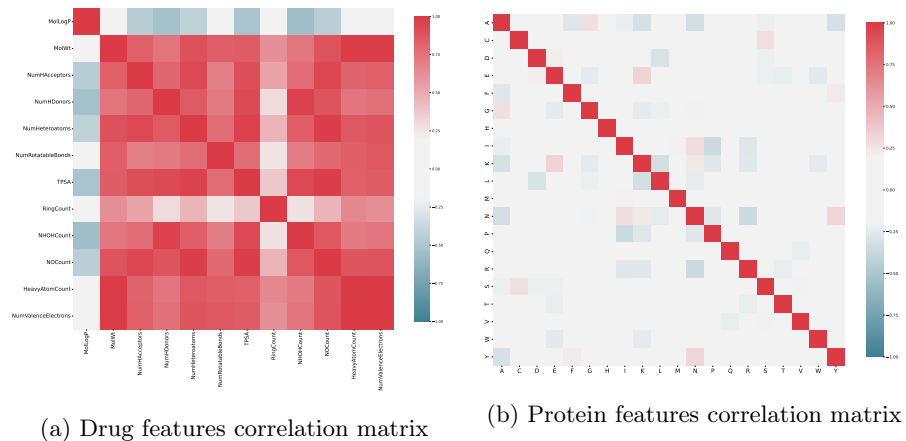 MolLogP
MolWt
NumHAcceptors
NumHDonors
NumHeteroatoms
NumRotatableBonds
TPSA
RingCount
NHOHCount
NOCount
HeavyAtomCount
NumValenceElectrons
MolLogP
MolWt
NumHAcceptors
NumHDonors
NumHeteroatoms
NumRotatableBonds
TPSA
RingCount
NHOHCount
NOCount
HeavyAtomCount
NumValenceElectrons
1.00
0.75
0.50
0.25
0.00
−0.25
−0.50
−0.75
−1.00
(a) Drug features correlation matrix
A
C
D
E
F
G
H
I
K
L
M
N
P
Q
R
S
T
V
W
Y
A C D E F G H I K L M N P Q R S T V W Y
1.00
0.75
0.50
0.25
0.00
−0.25
−0.50
−0.75
−1.00
(b) Protein features correlation matrix